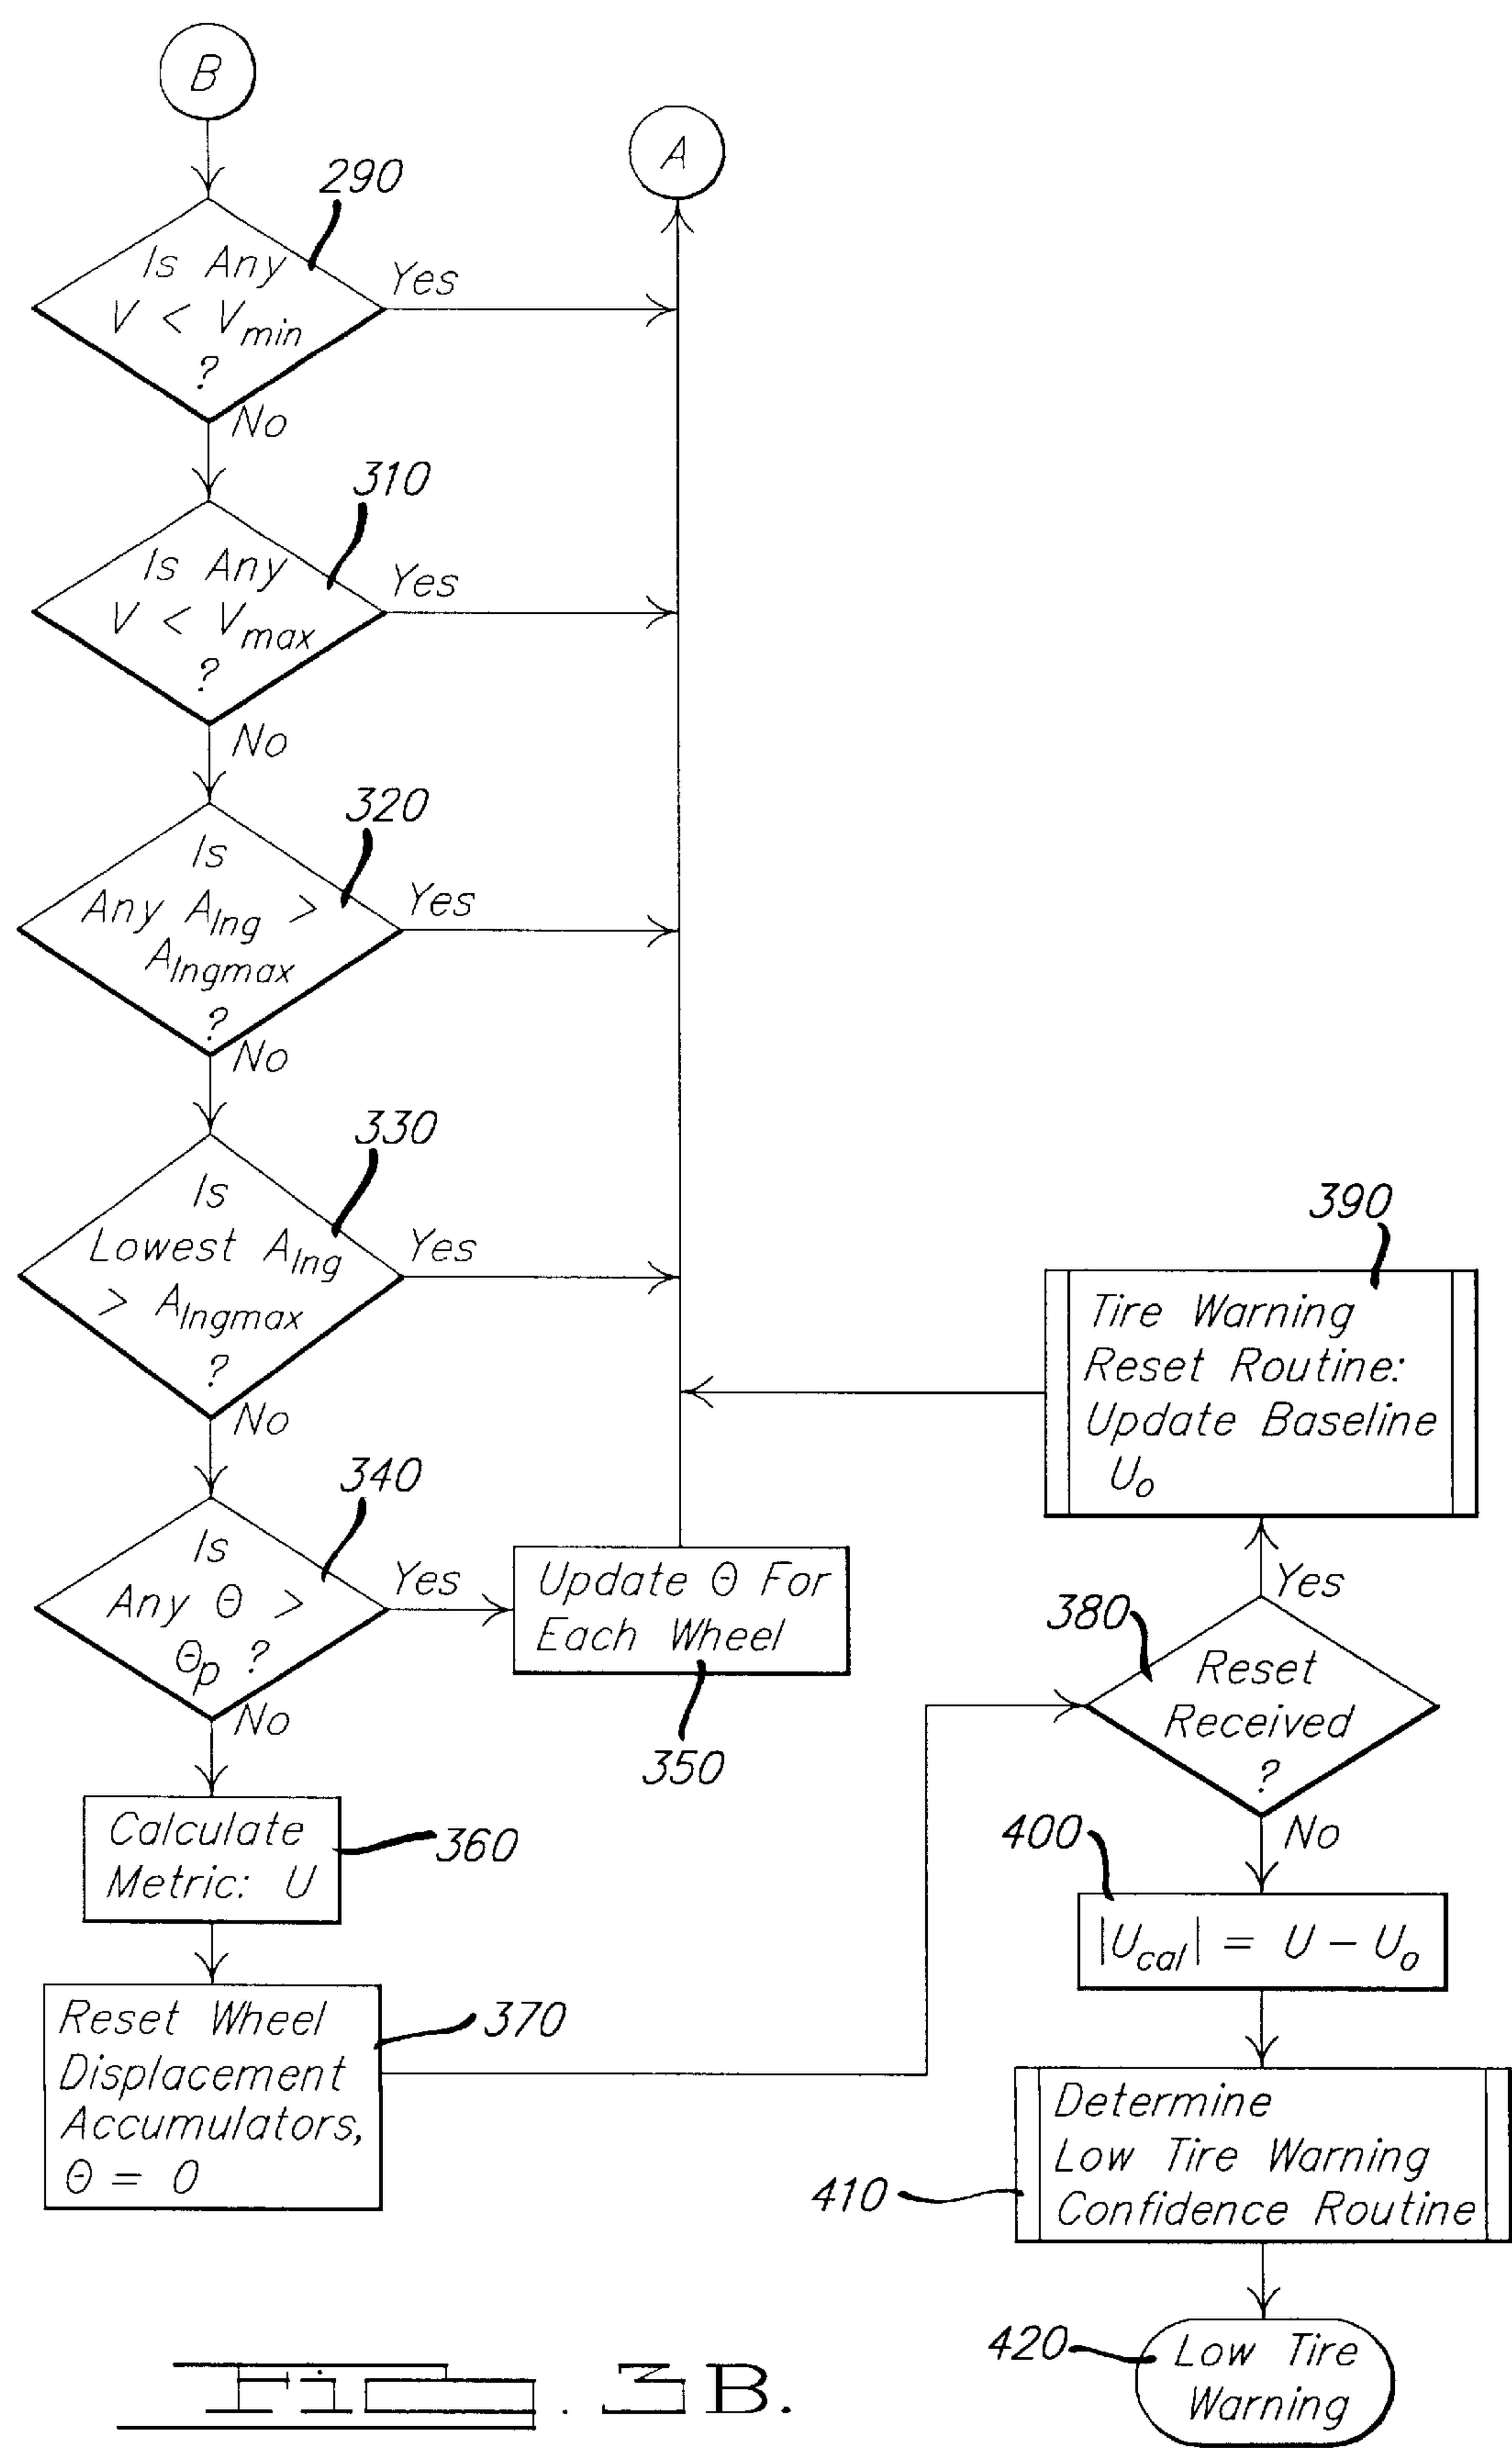 B
A
290
Is Any
V < Vmin
?
Yes
No
310
Is Any
V < Vmax
?
Yes
No
320
Is
Any Alng >
Alngmax
?
Yes
No
330
Is
Lowest Alng
> Alngmax
?
Yes
No
340
Is
Any Θ >
Θp ?
Yes
No
Update Θ For
Each Wheel
350
Calculate
Metric: U
360
Reset Wheel
Displacement
Accumulators,
Θ = 0
370
390
Tire Warning
Reset Routine:
Update Baseline
Uo
Yes
380
Reset
Received
?
No
400
|Ucal| = U − Uo
Determine
Low Tire Warning
Confidence Routine
410
420
Low Tire
Warning
FIG. 3B.